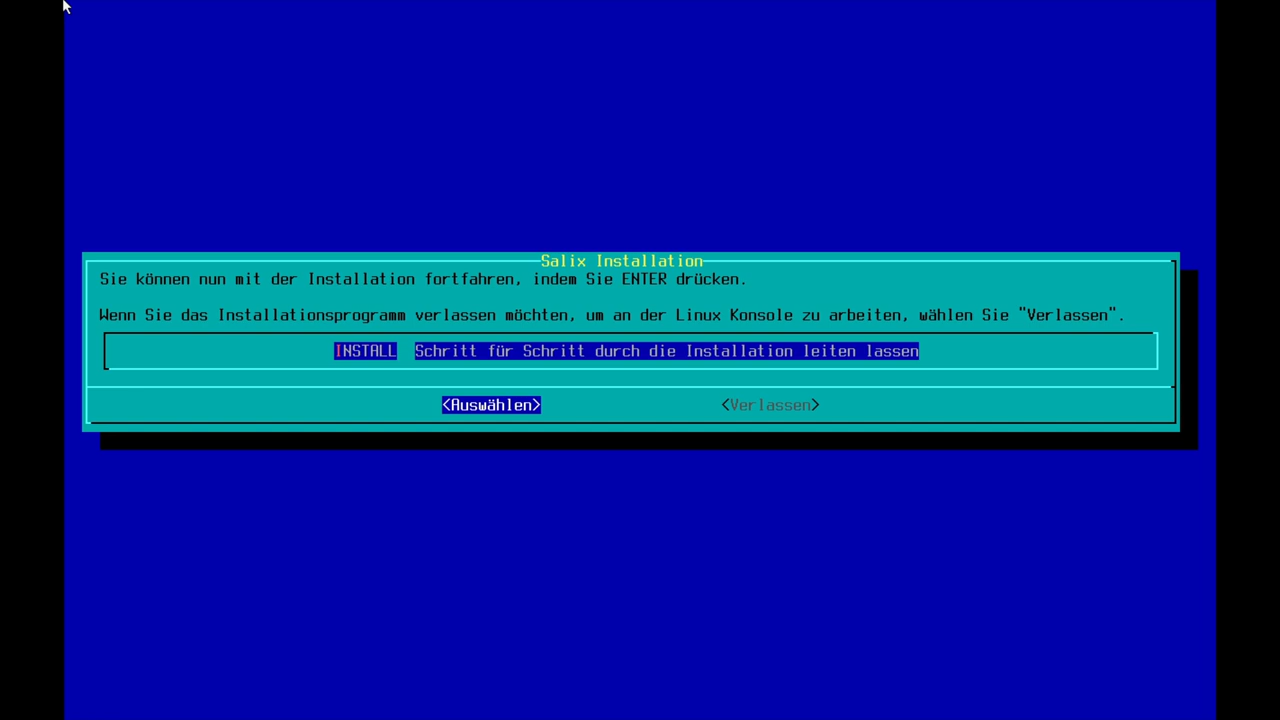 Salix Installation
Sie können nun mit der Installation fortfahren, indem Sie ENTER drücken.
Wenn Sie das Installationsprogramm verlassen möchten, um an der Linux Konsole zu arbeiten, wählen Sie "Verlassen".
INSTALL  Schritt für Schritt durch die Installation leiten lassen
<Auswählen> <Verlassen>